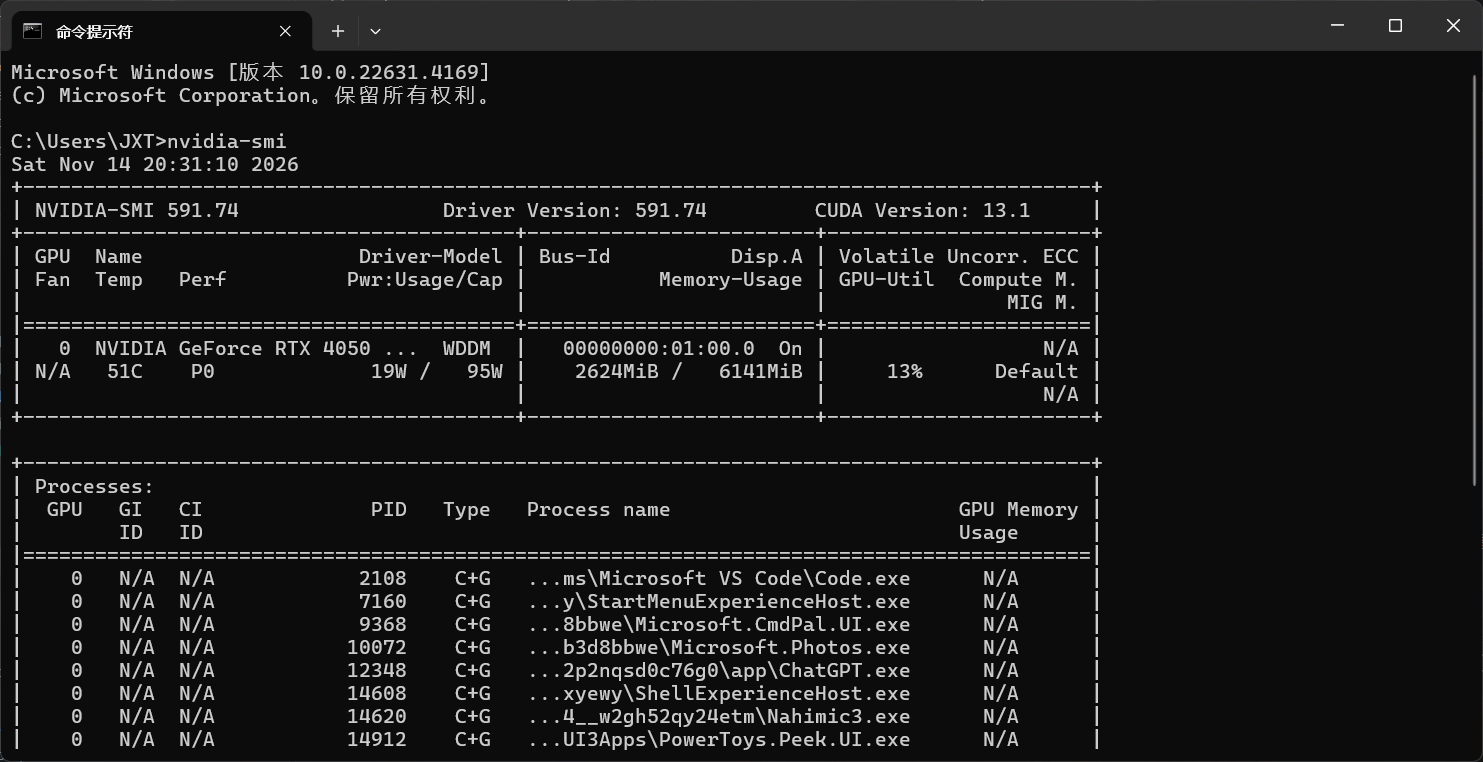 命令提示符
Microsoft Windows [版本 10.0.22631.4169]
(c) Microsoft Corporation。保留所有权利。
C:\Users\JXT>nvidia-smi
Sat Nov 14 20:31:10 2026
+-----------------------------------------------------------------------------------------+
| NVIDIA-SMI 591.74                 Driver Version: 591.74         CUDA Version: 13.1     |
+-----------------------------------------+------------------------+----------------------+
| GPU  Name                  Driver-Model | Bus-Id          Disp.A | Volatile Uncorr. ECC |
| Fan  Temp   Perf          Pwr:Usage/Cap |           Memory-Usage | GPU-Util  Compute M. |
|                                         |                        |               MIG M. |
|=========================================+========================+======================|
|   0  NVIDIA GeForce RTX 4050 ...  WDDM  |   00000000:01:00.0  On |                  N/A |
| N/A   51C    P0             19W /   95W |    2624MiB /   6141MiB |     13%      Default |
|                                         |                        |                  N/A |
+-----------------------------------------+------------------------+----------------------+
+-----------------------------------------------------------------------------------------+
| Processes:                                                                              |
|  GPU   GI   CI              PID   Type   Process name                        GPU Memory |
|        ID   ID                                                               Usage      |
|=========================================================================================|
|    0   N/A  N/A            2108    C+G   ...ms\Microsoft VS Code\Code.exe      N/A      |
|    0   N/A  N/A            7160    C+G   ...y\StartMenuExperienceHost.exe      N/A      |
|    0   N/A  N/A            9368    C+G   ...8bbwe\Microsoft.CmdPal.UI.exe      N/A      |
|    0   N/A  N/A           10072    C+G   ...b3d8bbwe\Microsoft.Photos.exe      N/A      |
|    0   N/A  N/A           12348    C+G   ...2p2nqsd0c76g0\app\ChatGPT.exe      N/A      |
|    0   N/A  N/A           14608    C+G   ...xyewy\ShellExperienceHost.exe      N/A      |
|    0   N/A  N/A           14620    C+G   ...4__w2gh52qy24etm\Nahimic3.exe      N/A      |
|    0   N/A  N/A           14912    C+G   ...UI3Apps\PowerToys.Peek.UI.exe      N/A      |